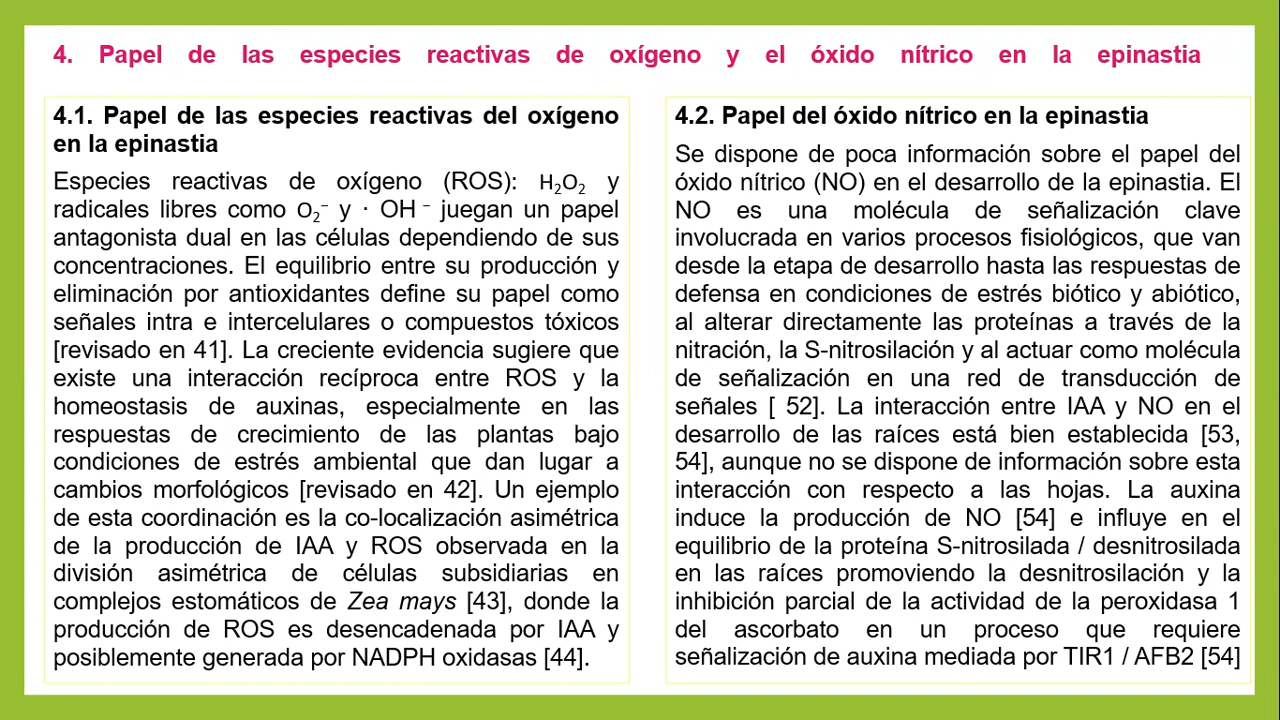 4. Papel de las especies reactivas de oxígeno y el óxido nítrico en la epinastia
4.1. Papel de las especies reactivas del oxígeno
en la epinastia
Especies reactivas de oxígeno (ROS): H₂O₂ y
radicales libres como O₂⁻ y · OH ⁻ juegan un papel
antagonista dual en las células dependiendo de sus
concentraciones. El equilibrio entre su producción y
eliminación por antioxidantes define su papel como
señales intra e intercelulares o compuestos tóxicos
[revisado en 41]. La creciente evidencia sugiere que
existe una interacción recíproca entre ROS y la
homeostasis de auxinas, especialmente en las
respuestas de crecimiento de las plantas bajo
condiciones de estrés ambiental que dan lugar a
cambios morfológicos [revisado en 42]. Un ejemplo
de esta coordinación es la co-localización asimétrica
de la producción de IAA y ROS observada en la
división asimétrica de células subsidiarias en
complejos estomáticos de Zea mays [43], donde la
producción de ROS es desencadenada por IAA y
posiblemente generada por NADPH oxidasas [44].
4.2. Papel del óxido nítrico en la epinastia
Se dispone de poca información sobre el papel del
óxido nítrico (NO) en el desarrollo de la epinastia. El
NO es una molécula de señalización clave
involucrada en varios procesos fisiológicos, que van
desde la etapa de desarrollo hasta las respuestas de
defensa en condiciones de estrés biótico y abiótico,
al alterar directamente las proteínas a través de la
nitración, la S-nitrosilación y al actuar como molécula
de señalización en una red de transducción de
señales [ 52]. La interacción entre IAA y NO en el
desarrollo de las raíces está bien establecida [53,
54], aunque no se dispone de información sobre esta
interacción con respecto a las hojas. La auxina
induce la producción de NO [54] e influye en el
equilibrio de la proteína S-nitrosilada / desnitrosilada
en las raíces promoviendo la desnitrosilación y la
inhibición parcial de la actividad de la peroxidasa 1
del ascorbato en un proceso que requiere
señalización de auxina mediada por TIR1 / AFB2 [54]